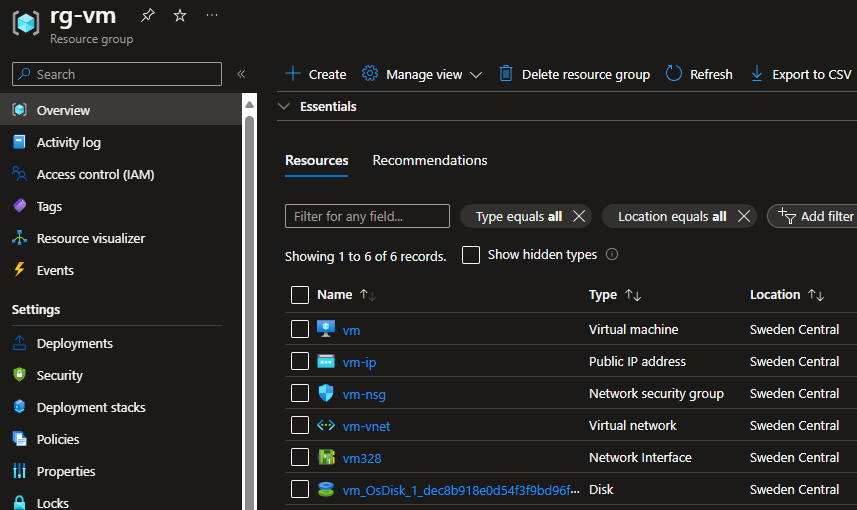 rg-vm
Resource group
Search
Create Manage view Delete resource group Refresh Export to CSV
Essentials
Overview
Activity log
Access control (IAM)
Tags
Resource visualizer
Events
Settings
Deployments
Security
Deployment stacks
Policies
Properties
Locks
Resources Recommendations
Filter for any field... Type equals all Location equals all Add filter
Showing 1 to 6 of 6 records. Show hidden types
Name Type Location
vm Virtual machine Sweden Central
vm-ip Public IP address Sweden Central
vm-nsg Network security group Sweden Central
vm-vnet Virtual network Sweden Central
vm328 Network Interface Sweden Central
vm_OsDisk_1_dec8b918e0d54f3f9bd96f... Disk Sweden Central